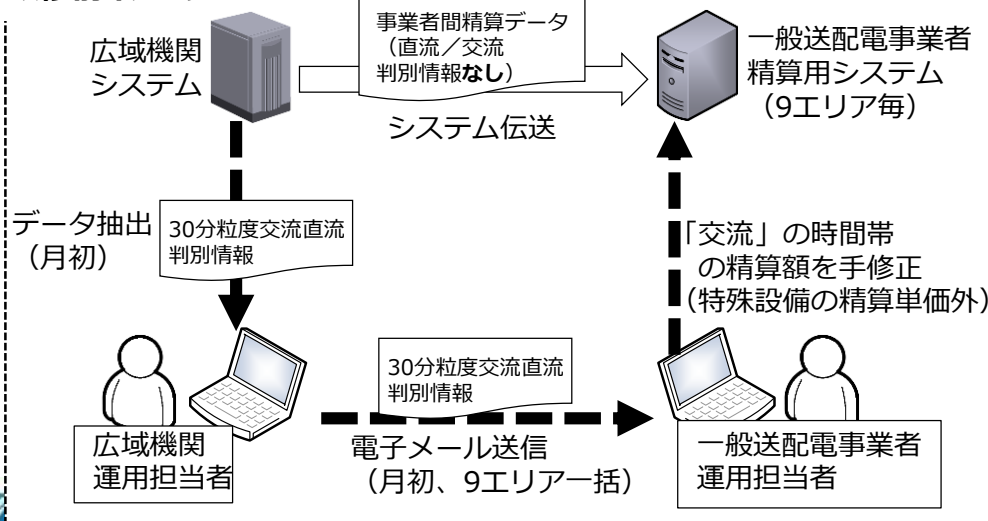 広域機関
システム
事業者間精算データ
（直流／交流
判別情報なし）
システム伝送
一般送配電事業者
精算用システム
（9エリア毎）
データ抽出
（月初）
30分粒度交流直流
判別情報
「交流」の時間帯
の精算額を手修正
（特殊設備の精算単価外）
30分粒度交流直流
判別情報
広域機関
運用担当者
電子メール送信
（月初、9エリア一括）
一般送配電事業者
運用担当者